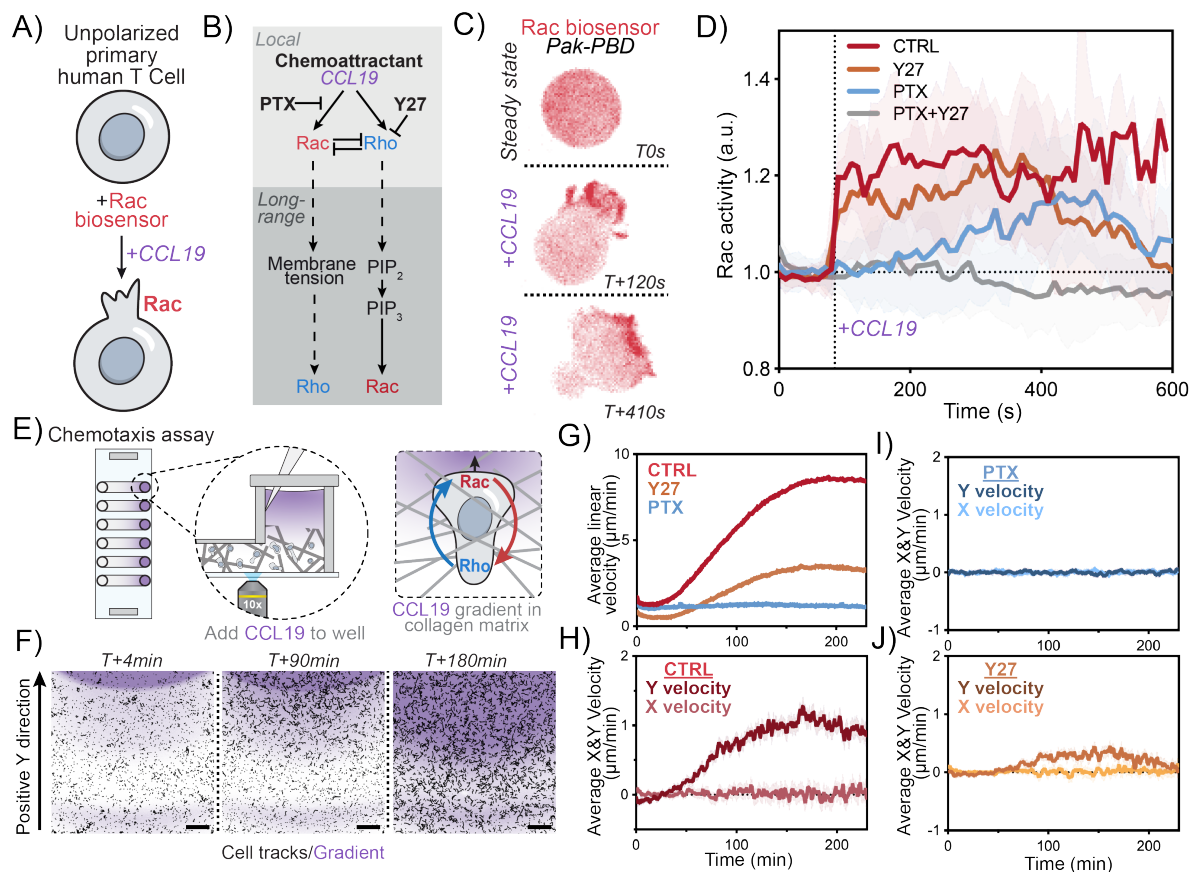 A)
Unpolarized
primary
human T Cell
+Rac
biosensor
+CCL19
Rac
B)
Local
Chemoattractant
CCL19
PTX
Y27
Rac
Rho
Long-
range
Membrane
tension
PIP2
PIP3
Rho
Rac
C)
Rac biosensor
Pak-PBD
Steady state
T0s
+CCL19
T+120s
+CCL19
T+410s
D)
CTRL
Y27
PTX
PTX+Y27
Rac activity (a.u.)
1.4
1.2
1.0
0.8
+CCL19
0
200
400
600
Time (s)
E)
Chemotaxis assay
10x
Add CCL19 to well
Rac
Rho
CCL19 gradient in
collagen matrix
F)
T+4min
T+90min
T+180min
Positive Y direction
Cell tracks/Gradient
G)
CTRL
Y27
PTX
Average linear
velocity (µm/min)
10
5
0
0
100
200
H)
CTRL
Y velocity
X velocity
Average X&Y Velocity
(µm/min)
2
1
0
-1
0
100
200
Time (min)
I)
PTX
Y velocity
X velocity
Average X&Y Velocity
(µm/min)
2
1
0
-1
0
100
200
J)
Y27
Y velocity
X velocity
Average X&Y Velocity
(µm/min)
2
1
0
-1
0
100
200
Time (min)